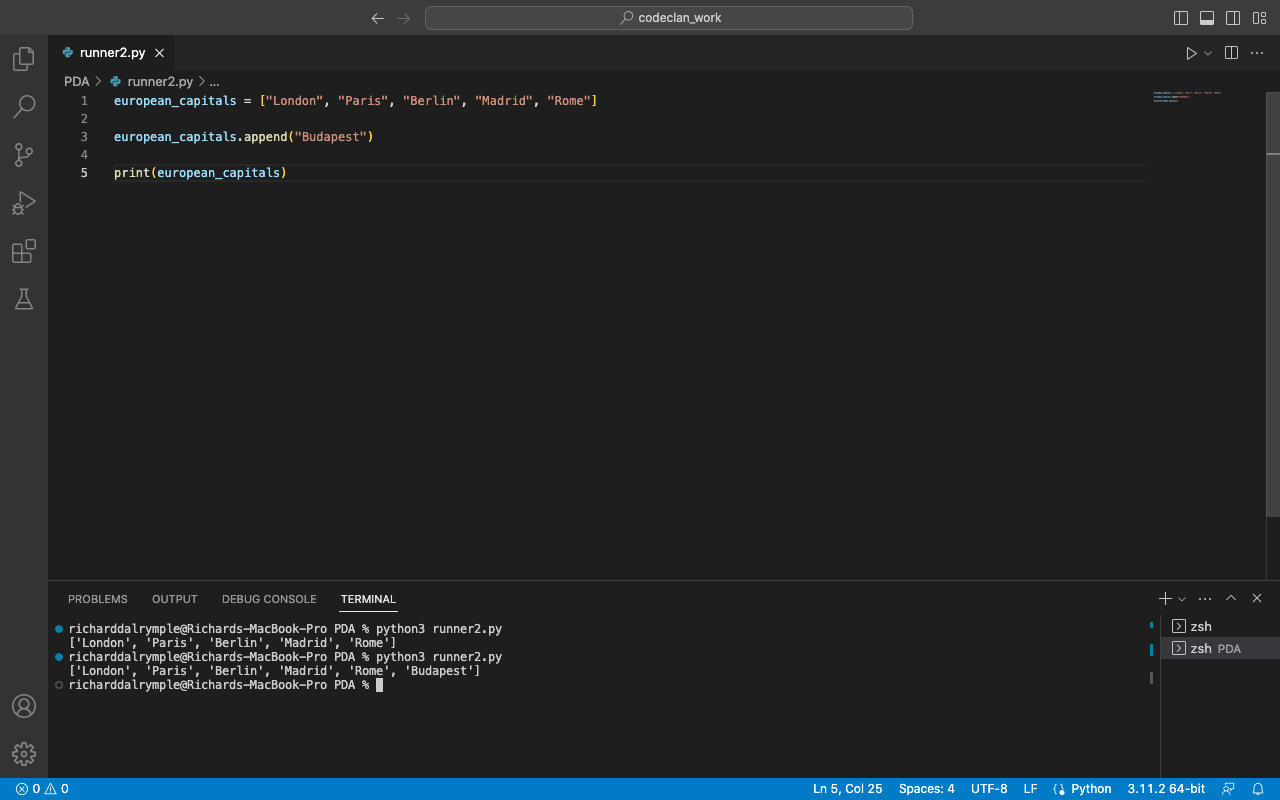 codeclan_work
runner2.py
PDA > runner2.py > ...
1 european_capitals = ["London", "Paris", "Berlin", "Madrid", "Rome"]
2
3 european_capitals.append("Budapest")
4
5 print(european_capitals)
PROBLEMS OUTPUT DEBUG CONSOLE TERMINAL
richarddalrymple@Richards-MacBook-Pro PDA % python3 runner2.py
['London', 'Paris', 'Berlin', 'Madrid', 'Rome']
richarddalrymple@Richards-MacBook-Pro PDA % python3 runner2.py
['London', 'Paris', 'Berlin', 'Madrid', 'Rome', 'Budapest']
richarddalrymple@Richards-MacBook-Pro PDA %
zsh
zsh PDA
0 0 Ln 5, Col 25 Spaces: 4 UTF-8 LF Python 3.11.2 64-bit